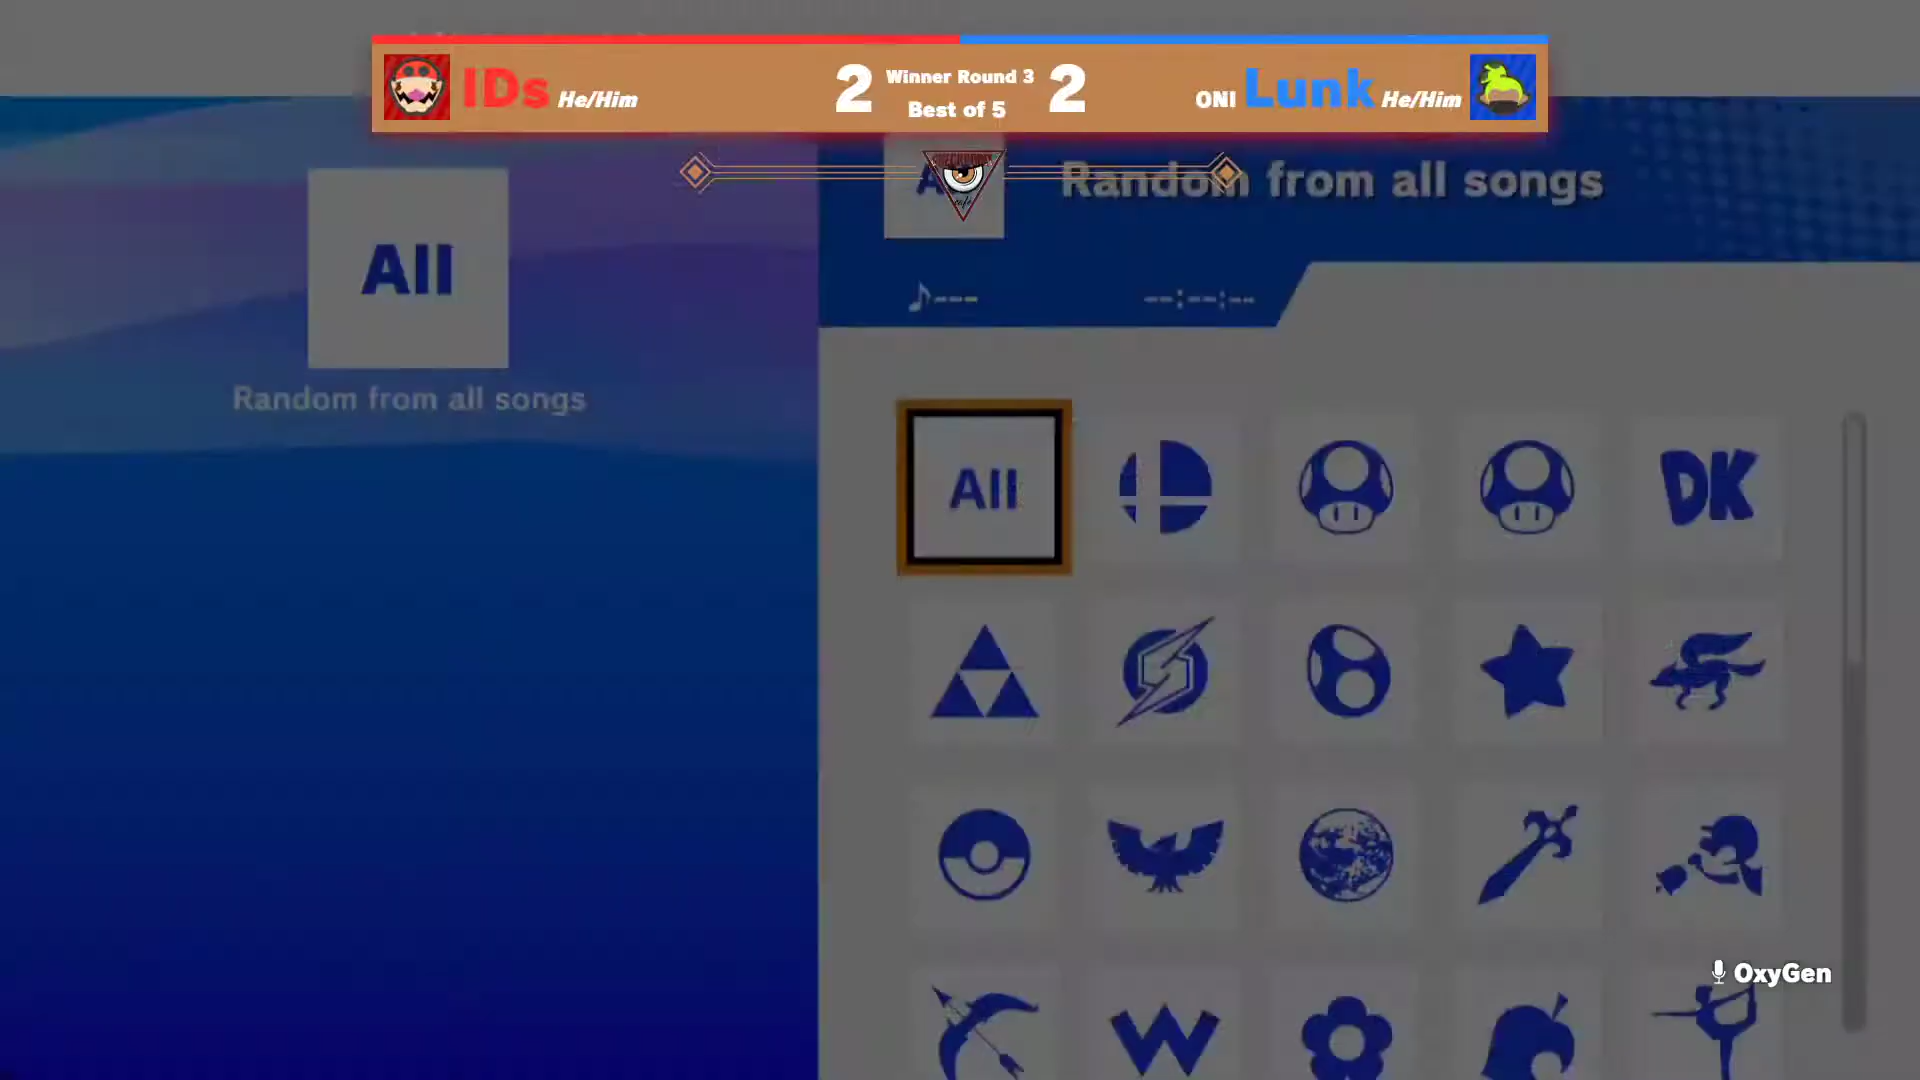 IDs He/Him
2 Winner Round 3 2
Best of 5
ONI Lunk He/Him
Random from all songs
♪--- --:--:--
All
Random from all songs
All
DK
OxyGen